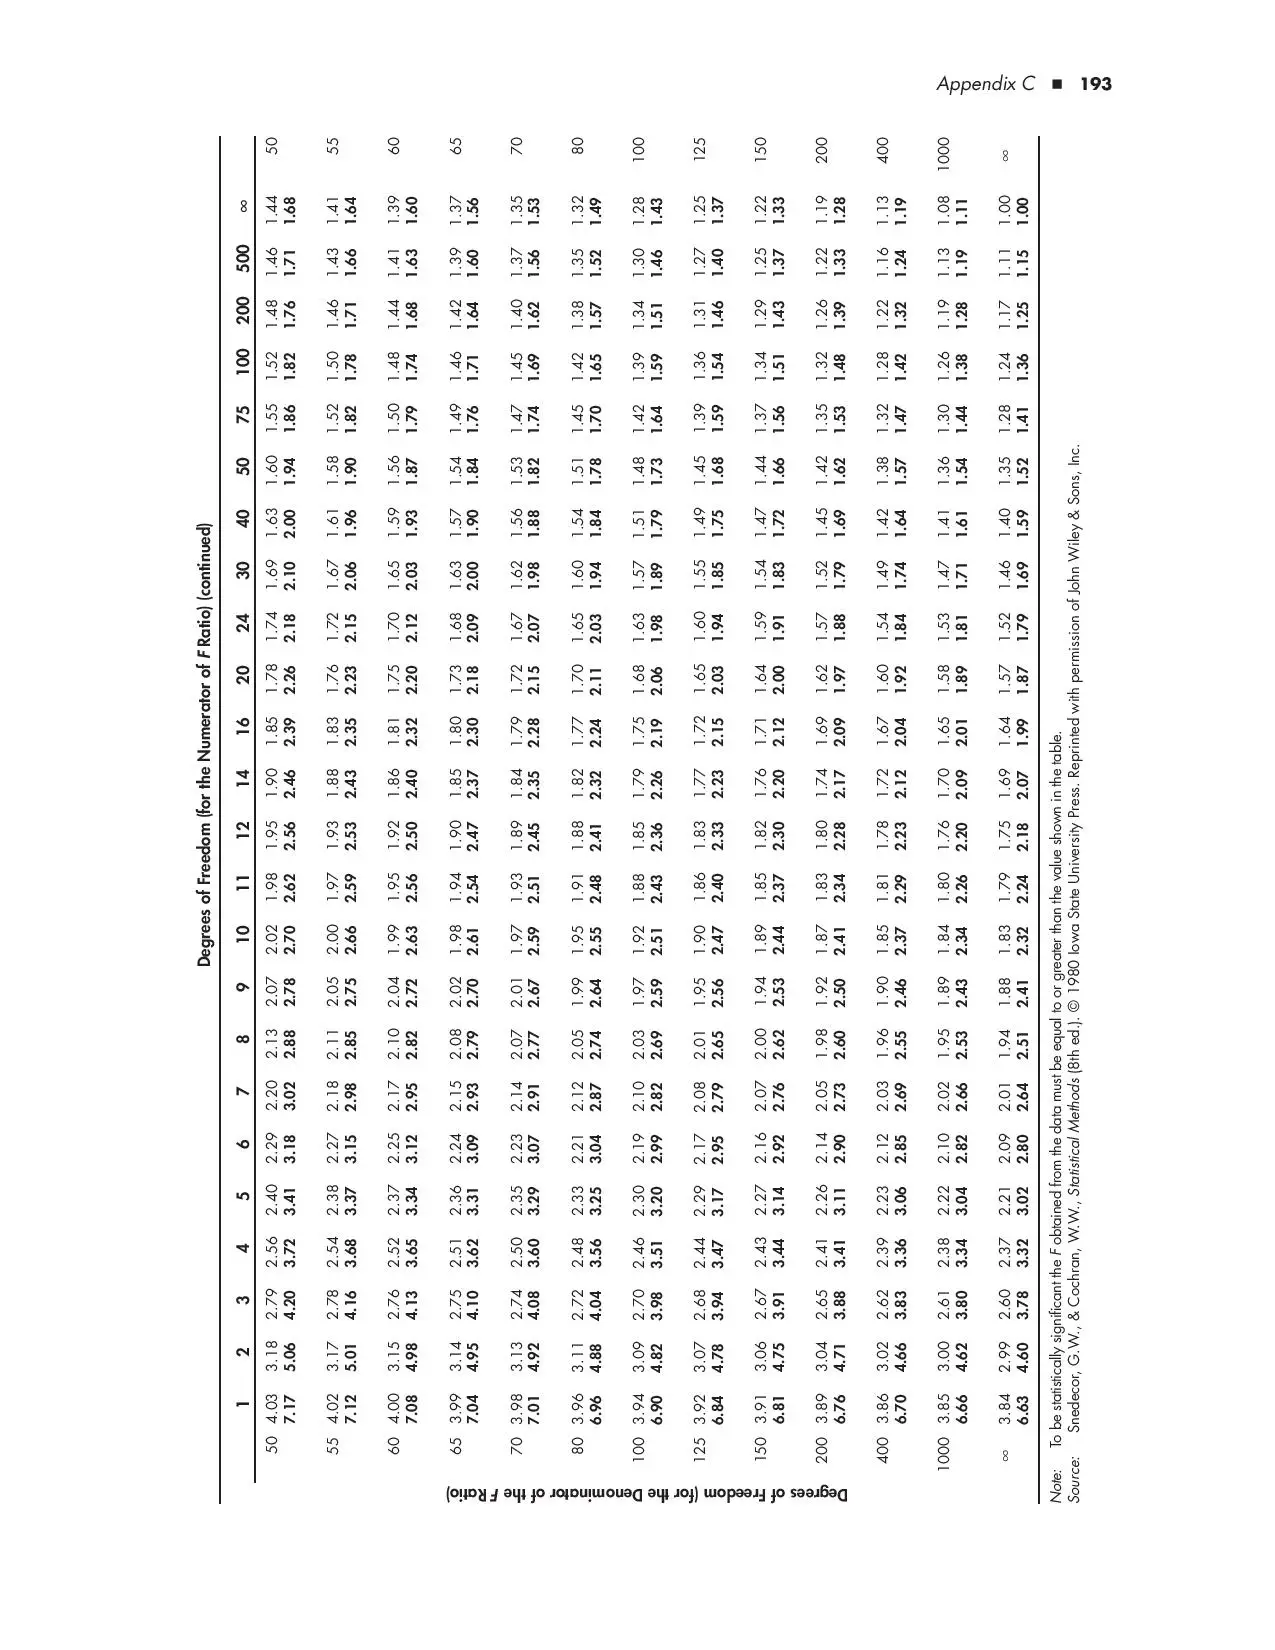 Appendix C ■ 193
Degrees of Freedom (for the Numerator of F Ratio) (continued)
1 2 3 4 5 6 7 8 9 10 11 12 14 16 20 24 30 40 50 75 100 200 500 ∞
Degrees of Freedom (for the Denominator of the F Ratio)
50 4.03 3.18 2.79 2.56 2.40 2.29 2.20 2.13 2.07 2.02 1.98 1.95 1.90 1.85 1.78 1.74 1.69 1.63 1.60 1.55 1.52 1.48 1.46 1.44 50
7.17 5.06 4.20 3.72 3.41 3.18 3.02 2.88 2.78 2.70 2.62 2.56 2.46 2.39 2.26 2.18 2.10 2.00 1.94 1.86 1.82 1.76 1.71 1.68
55 4.02 3.17 2.78 2.54 2.38 2.27 2.18 2.11 2.05 2.00 1.97 1.93 1.88 1.83 1.76 1.72 1.67 1.61 1.58 1.52 1.50 1.46 1.43 1.41 55
7.12 5.01 4.16 3.68 3.37 3.15 2.98 2.85 2.75 2.66 2.59 2.53 2.43 2.35 2.23 2.15 2.06 1.96 1.90 1.82 1.78 1.71 1.66 1.64
60 4.00 3.15 2.76 2.52 2.37 2.25 2.17 2.10 2.04 1.99 1.95 1.92 1.86 1.81 1.75 1.70 1.65 1.59 1.56 1.50 1.48 1.44 1.41 1.39 60
7.08 4.98 4.13 3.65 3.34 3.12 2.95 2.82 2.72 2.63 2.56 2.50 2.40 2.32 2.20 2.12 2.03 1.93 1.87 1.79 1.74 1.68 1.63 1.60
65 3.99 3.14 2.75 2.51 2.36 2.24 2.15 2.08 2.02 1.98 1.94 1.90 1.85 1.80 1.73 1.68 1.63 1.57 1.54 1.49 1.46 1.42 1.39 1.37 65
7.04 4.95 4.10 3.62 3.31 3.09 2.93 2.79 2.70 2.61 2.54 2.47 2.37 2.30 2.18 2.09 2.00 1.90 1.84 1.76 1.71 1.64 1.60 1.56
70 3.98 3.13 2.74 2.50 2.35 2.23 2.14 2.07 2.01 1.97 1.93 1.89 1.84 1.79 1.72 1.67 1.62 1.56 1.53 1.47 1.45 1.40 1.37 1.35 70
7.01 4.92 4.08 3.60 3.29 3.07 2.91 2.77 2.67 2.59 2.51 2.45 2.35 2.28 2.15 2.07 1.98 1.88 1.82 1.74 1.69 1.62 1.56 1.53
80 3.96 3.11 2.72 2.48 2.33 2.21 2.12 2.05 1.99 1.95 1.91 1.88 1.82 1.77 1.70 1.65 1.60 1.54 1.51 1.45 1.42 1.38 1.35 1.32 80
6.96 4.88 4.04 3.56 3.25 3.04 2.87 2.74 2.64 2.55 2.48 2.41 2.32 2.24 2.11 2.03 1.94 1.84 1.78 1.70 1.65 1.57 1.52 1.49
100 3.94 3.09 2.70 2.46 2.30 2.19 2.10 2.03 1.97 1.92 1.88 1.85 1.79 1.75 1.68 1.63 1.57 1.51 1.48 1.42 1.39 1.34 1.30 1.28 100
6.90 4.82 3.98 3.51 3.20 2.99 2.82 2.69 2.59 2.51 2.43 2.36 2.26 2.19 2.06 1.98 1.89 1.79 1.73 1.64 1.59 1.51 1.46 1.43
125 3.92 3.07 2.68 2.44 2.29 2.17 2.08 2.01 1.95 1.90 1.86 1.83 1.77 1.72 1.65 1.60 1.55 1.49 1.45 1.39 1.36 1.31 1.27 1.25 125
6.84 4.78 3.94 3.47 3.17 2.95 2.79 2.65 2.56 2.47 2.40 2.33 2.23 2.15 2.03 1.94 1.85 1.75 1.68 1.59 1.54 1.46 1.40 1.37
150 3.91 3.06 2.67 2.43 2.27 2.16 2.07 2.00 1.94 1.89 1.85 1.82 1.76 1.71 1.64 1.59 1.54 1.47 1.44 1.37 1.34 1.29 1.25 1.22 150
6.81 4.75 3.91 3.44 3.14 2.92 2.76 2.62 2.53 2.44 2.37 2.30 2.20 2.12 2.00 1.91 1.83 1.72 1.66 1.56 1.51 1.43 1.37 1.33
200 3.89 3.04 2.65 2.41 2.26 2.14 2.05 1.98 1.92 1.87 1.83 1.80 1.74 1.69 1.62 1.57 1.52 1.45 1.42 1.35 1.32 1.26 1.22 1.19 200
6.76 4.71 3.88 3.41 3.11 2.90 2.73 2.60 2.50 2.41 2.34 2.28 2.17 2.09 1.97 1.88 1.79 1.69 1.62 1.53 1.48 1.39 1.33 1.28
400 3.86 3.02 2.62 2.39 2.23 2.12 2.03 1.96 1.90 1.85 1.81 1.78 1.72 1.67 1.60 1.54 1.49 1.42 1.38 1.32 1.28 1.22 1.16 1.13 400
6.70 4.66 3.83 3.36 3.06 2.85 2.69 2.55 2.46 2.37 2.29 2.23 2.12 2.04 1.92 1.84 1.74 1.64 1.57 1.47 1.42 1.32 1.24 1.19
1000 3.85 3.00 2.61 2.38 2.22 2.10 2.02 1.95 1.89 1.84 1.80 1.76 1.70 1.65 1.58 1.53 1.47 1.41 1.36 1.30 1.26 1.19 1.13 1.08 1000
6.66 4.62 3.80 3.34 3.04 2.82 2.66 2.53 2.43 2.34 2.26 2.20 2.09 2.01 1.89 1.81 1.71 1.61 1.54 1.44 1.38 1.28 1.19 1.11
∞ 3.84 2.99 2.60 2.37 2.21 2.09 2.01 1.94 1.88 1.83 1.79 1.75 1.69 1.64 1.57 1.52 1.46 1.40 1.35 1.28 1.24 1.17 1.11 1.00 ∞
6.63 4.60 3.78 3.32 3.02 2.80 2.64 2.51 2.41 2.32 2.24 2.18 2.07 1.99 1.87 1.79 1.69 1.59 1.52 1.41 1.36 1.25 1.15 1.00
Note: To be statistically significant the F obtained from the data must be equal to or greater than the value shown in the table.
Source: Snedecor, G.W., & Cochran, W.W., Statistical Methods (8th ed.). © 1980 Iowa State University Press. Reprinted with permission of John Wiley & Sons, Inc.